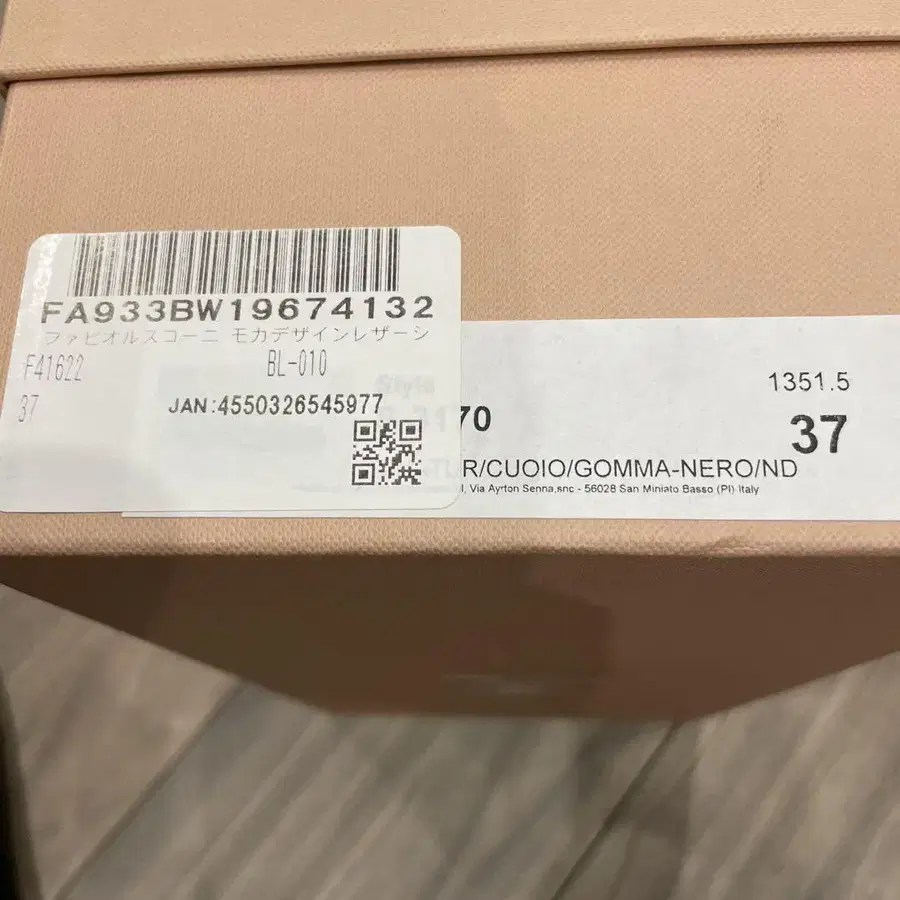 FA933BW19674132
ファビオルスコーニ モカデザインレザーシ
F41622 BL-010
37 JAN:4550326545977
Style
1351.5
3170
37
R/CUOIO/GOMMA-NERO/ND
l, Via Ayrton Senna,snc - 56028 San Miniato Basso (PI) Italy